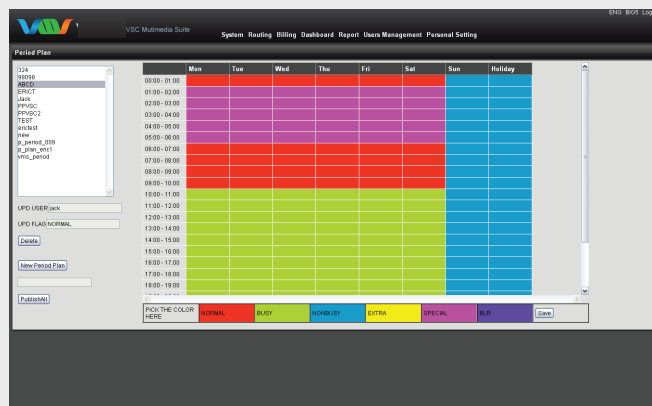 ENG BIG5 Log
VSC Mutimedia Suite
System Routing Billing Dashboard Report Users Management Personal Setting
Period Plan
324
98098
ABCD
ERICT
Jack
PPVSC
PPVSC2
TEST
erictest
new
p_period_009
p_plan_eric1
vms_period
UPD USER jack
UPD FLAG NORMAL
Delete
New Period Plan
PublishAll
Mon Tue Wed Thu Fri Sat Sun Holiday
00:00 - 01:00
01:00 - 02:00
02:00 - 03:00
03:00 - 04:00
04:00 - 05:00
05:00 - 06:00
06:00 - 07:00
07:00 - 08:00
08:00 - 09:00
09:00 - 10:00
10:00 - 11:00
11:00 - 12:00
12:00 - 13:00
13:00 - 14:00
14:00 - 15:00
15:00 - 16:00
16:00 - 17:00
17:00 - 18:00
18:00 - 19:00
PICK THE COLOR
HERE
NORMAL BUSY NONBUSY EXTRA SPECIAL BLR Save